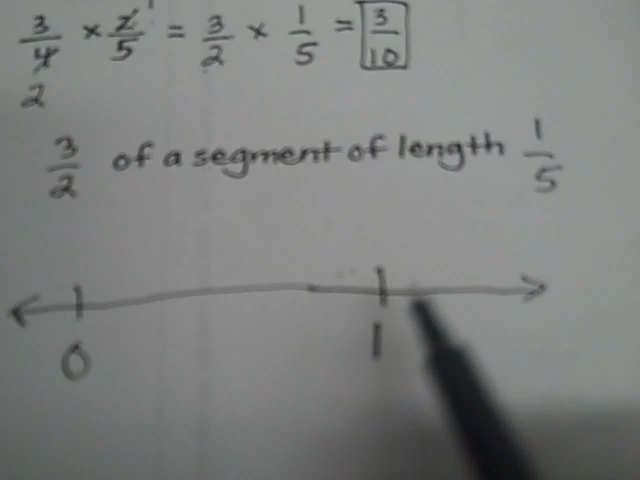 3/4 × 2/5 = 3/2 × 1/5 = 3/10
1
2
3/2 of a segment of length 1/5
0 1